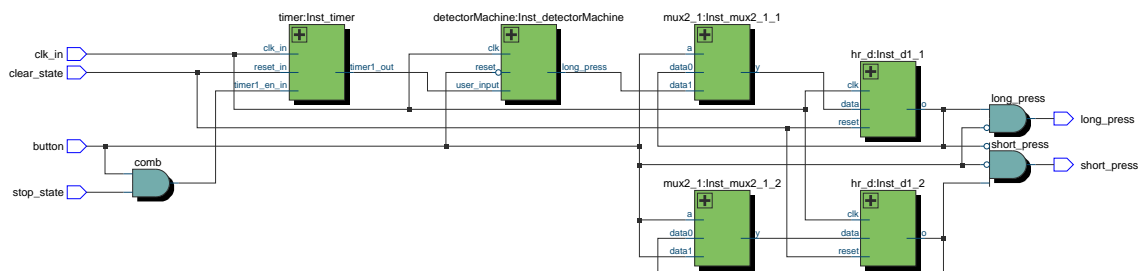 timer:Inst_timer
detectorMachine:Inst_detectorMachine
mux2_1:Inst_mux2_1_1
hr_d:Inst_d1_1
clk_in
clear_state
button
stop_state
comb
clk_in
reset_in
timer1_en_in
timer1_out
clk
reset
user_input
long_press
a
data0
data1
y
clk
data
reset
o
long_press
long_press
short_press
short_press
mux2_1:Inst_mux2_1_2
hr_d:Inst_d1_2
a
data0
data1
y
clk
data
reset
o